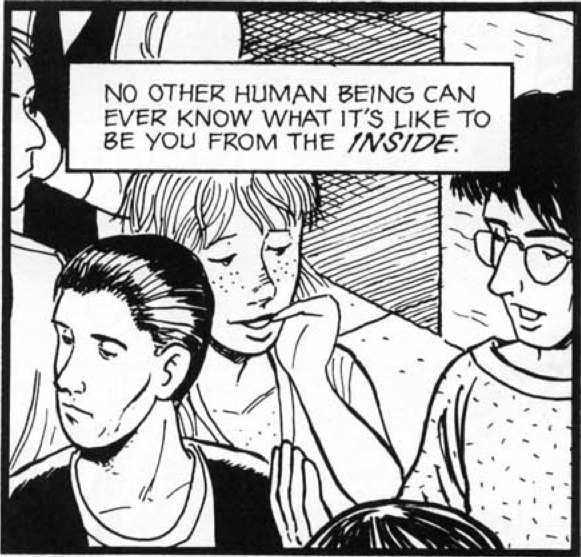 NO OTHER HUMAN BEING CAN
EVER KNOW WHAT IT'S LIKE TO
BE YOU FROM THE INSIDE.